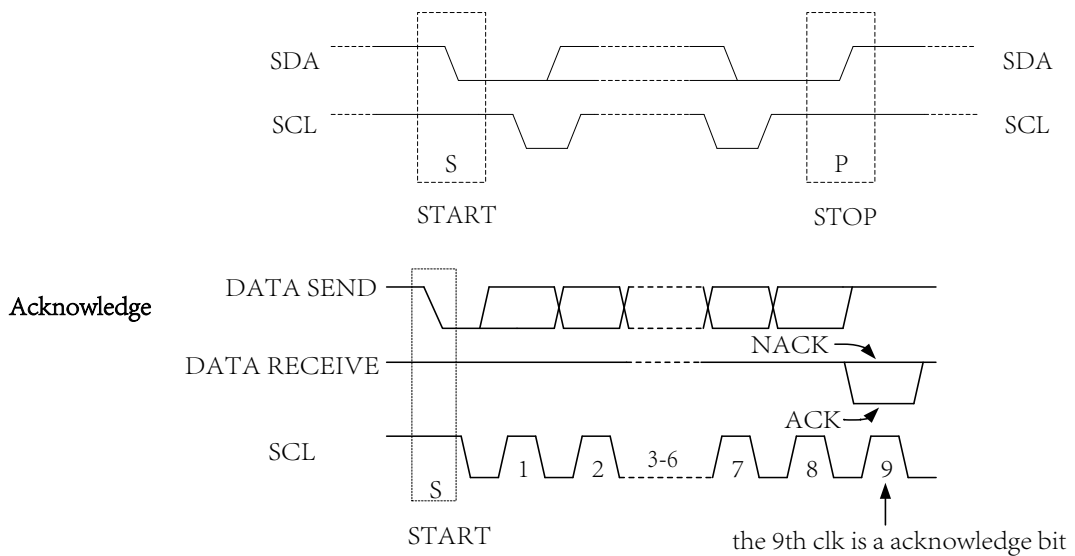 SDA SDA
SCL SCL
S P
START STOP
Acknowledge
DATA SEND
NACK
DATA RECEIVE
ACK
SCL
1 2 3-6 7 8 9
S
START
the 9th clk is a acknowledge bit